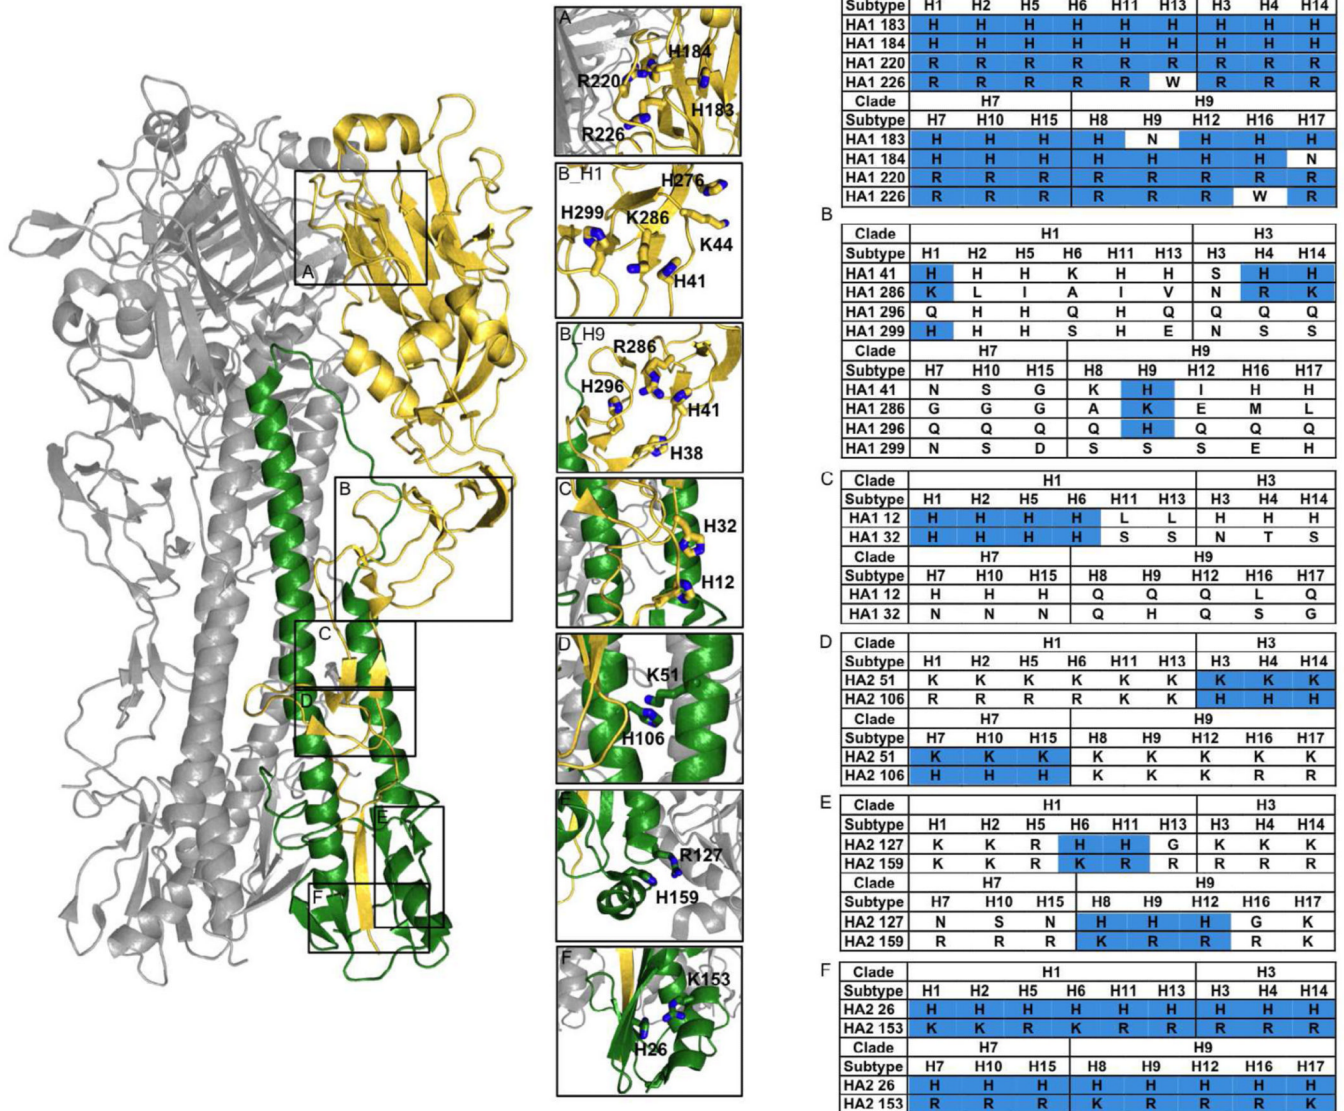 A
H184
R220
H183
R226
B_H1
H276
H299
K286
K44
H41
B_H9
R286
H296
H41
H38
C
H32
H12
D
K51
H106
E
R127
H159
F
K153
H26
A
B
C
D
E
F
Subtype H1 H2 H5 H6 H11 H13 H3 H4 H14
HA1 183 H H H H H H H H H
HA1 184 H H H H H H H H H
HA1 220 R R R R R R R R R
HA1 226 R R R R R W R R R
Clade H7 H9
Subtype H7 H10 H15 H8 H9 H12 H16 H17
HA1 183 H H H H N H H H
HA1 184 H H H H H H H N
HA1 220 R R R R R R R R
HA1 226 R R R R R R W R
B
Clade H1 H3
Subtype H1 H2 H5 H6 H11 H13 H3 H4 H14
HA1 41 H H H K H H S H H
HA1 286 K L I A I V N R K
HA1 296 Q H H Q H Q Q Q Q
HA1 299 H H H S H E N S S
Clade H7 H9
Subtype H7 H10 H15 H8 H9 H12 H16 H17
HA1 41 N S G K H I H H
HA1 286 G G G A K E M L
HA1 296 Q Q Q Q H Q Q Q
HA1 299 N S D S S S E H
C
Clade H1 H3
Subtype H1 H2 H5 H6 H11 H13 H3 H4 H14
HA1 12 H H H H L L H H H
HA1 32 H H H H S S N T S
Clade H7 H9
Subtype H7 H10 H15 H8 H9 H12 H16 H17
HA1 12 H H H Q Q Q L Q
HA1 32 N N N Q H Q S G
D
Clade H1 H3
Subtype H1 H2 H5 H6 H11 H13 H3 H4 H14
HA2 51 K K K K K K K K K
HA2 106 R R R R K K H H H
Clade H7 H9
Subtype H7 H10 H15 H8 H9 H12 H16 H17
HA2 51 K K K K K K K K
HA2 106 H H H K K K R R
E
Clade H1 H3
Subtype H1 H2 H5 H6 H11 H13 H3 H4 H14
HA2 127 K K R H H G K K K
HA2 159 K K R K R R R R R
Clade H7 H9
Subtype H7 H10 H15 H8 H9 H12 H16 H17
HA2 127 N S N H H H G K
HA2 159 R R R K R R R K
F
Clade H1 H3
Subtype H1 H2 H5 H6 H11 H13 H3 H4 H14
HA2 26 H H H H H H H H H
HA2 153 K K R K R R R R R
Clade H7 H9
Subtype H7 H10 H15 H8 H9 H12 H16 H17
HA2 26 H H H H H H H H
HA2 153 R R R K R R R K